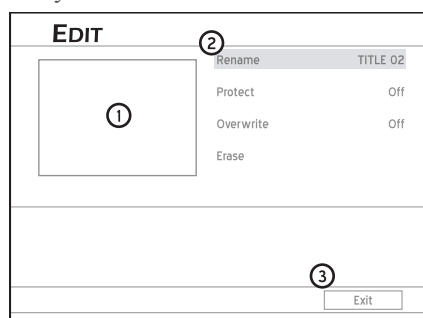 EDIT
2
Rename TITLE 02
1
Protect Off
Overwrite Off
Erase
3
Exit